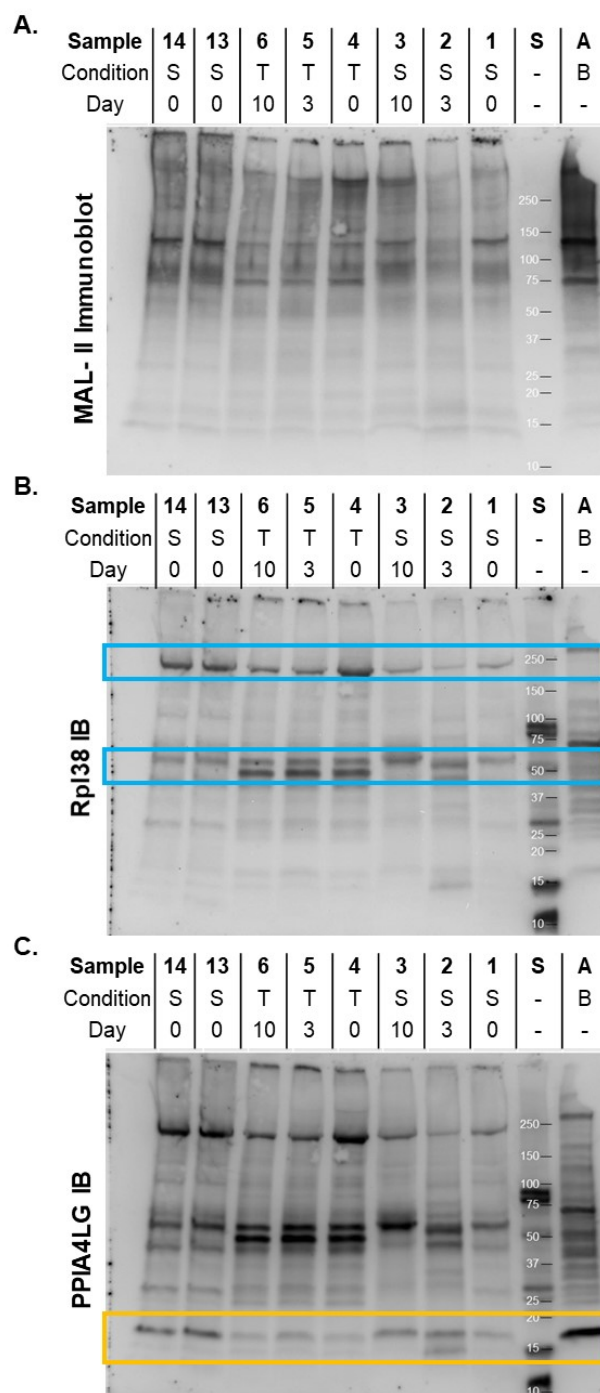 A.
Sample 14 13 6 5 4 3 2 1 S A
Condition S S T T T S S S - B
Day 0 0 10 3 0 10 3 0 - -
MAL- II Immunoblot
250
150
100
75
50
37
25
20
15
10
B.
Sample 14 13 6 5 4 3 2 1 S A
Condition S S T T T S S S - B
Day 0 0 10 3 0 10 3 0 - -
Rpl38 IB
250
150
100
75
50
37
25
20
15
10
C.
Sample 14 13 6 5 4 3 2 1 S A
Condition S S T T T S S S - B
Day 0 0 10 3 0 10 3 0 - -
PPIA4LG IB
250
150
100
75
50
37
25
20
15
10